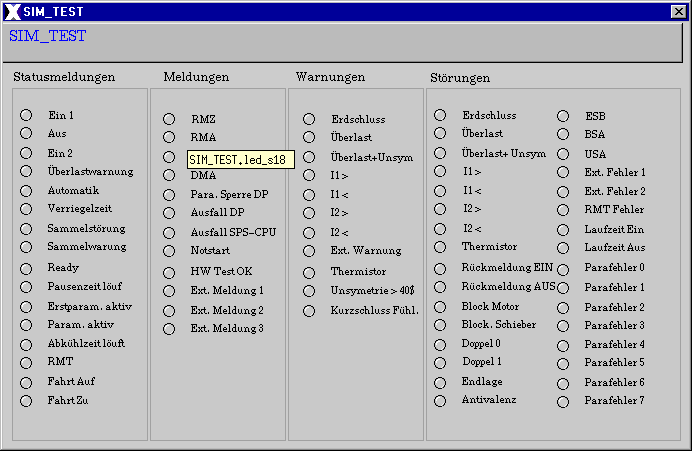 SIM_TEST
SIM_TEST
Statusmeldungen
Ein 1
Aus
Ein 2
Überlastwarnung
Automatik
Verriegelzeit
Sammelstörung
Sammelwarung
Ready
Pausenzeit löuf
Erstparam. aktiv
Param. aktiv
Abkühlzeit löuft
RMT
Fahrt Auf
Fahrt Zu
Meldungen
RMZ
RMA
SIM_TEST.led_s18
DMA
Para. Sperre DP
Ausfall DP
Ausfall SPS-CPU
Notstart
HW Test OK
Ext. Meldung 1
Ext. Meldung 2
Ext. Meldung 3
Warnungen
Erdschluss
Überlast
Überlast+Unsym
I1 >
I1 <
I2 >
I2 <
Ext. Warnung
Thermistor
Unsymetrie > 40$
Kurzschluss Fühl.
Störungen
Erdschluss
Überlast
Überlast+ Unsym
I1 >
I1 <
I2 >
I2 <
Thermistor
Rückmeldung EIN
Rückmeldung AUS
Block Motor
Block. Schieber
Doppel 0
Doppel 1
Endlage
Antivalenz
ESB
BSA
USA
Ext. Fehler 1
Ext. Fehler 2
RMT Fehler
Laufzeit Ein
Laufzeit Aus
Parafehler 0
Parafehler 1
Parafehler 2
Parafehler 3
Parafehler 4
Parafehler 5
Parafehler 6
Parafehler 7